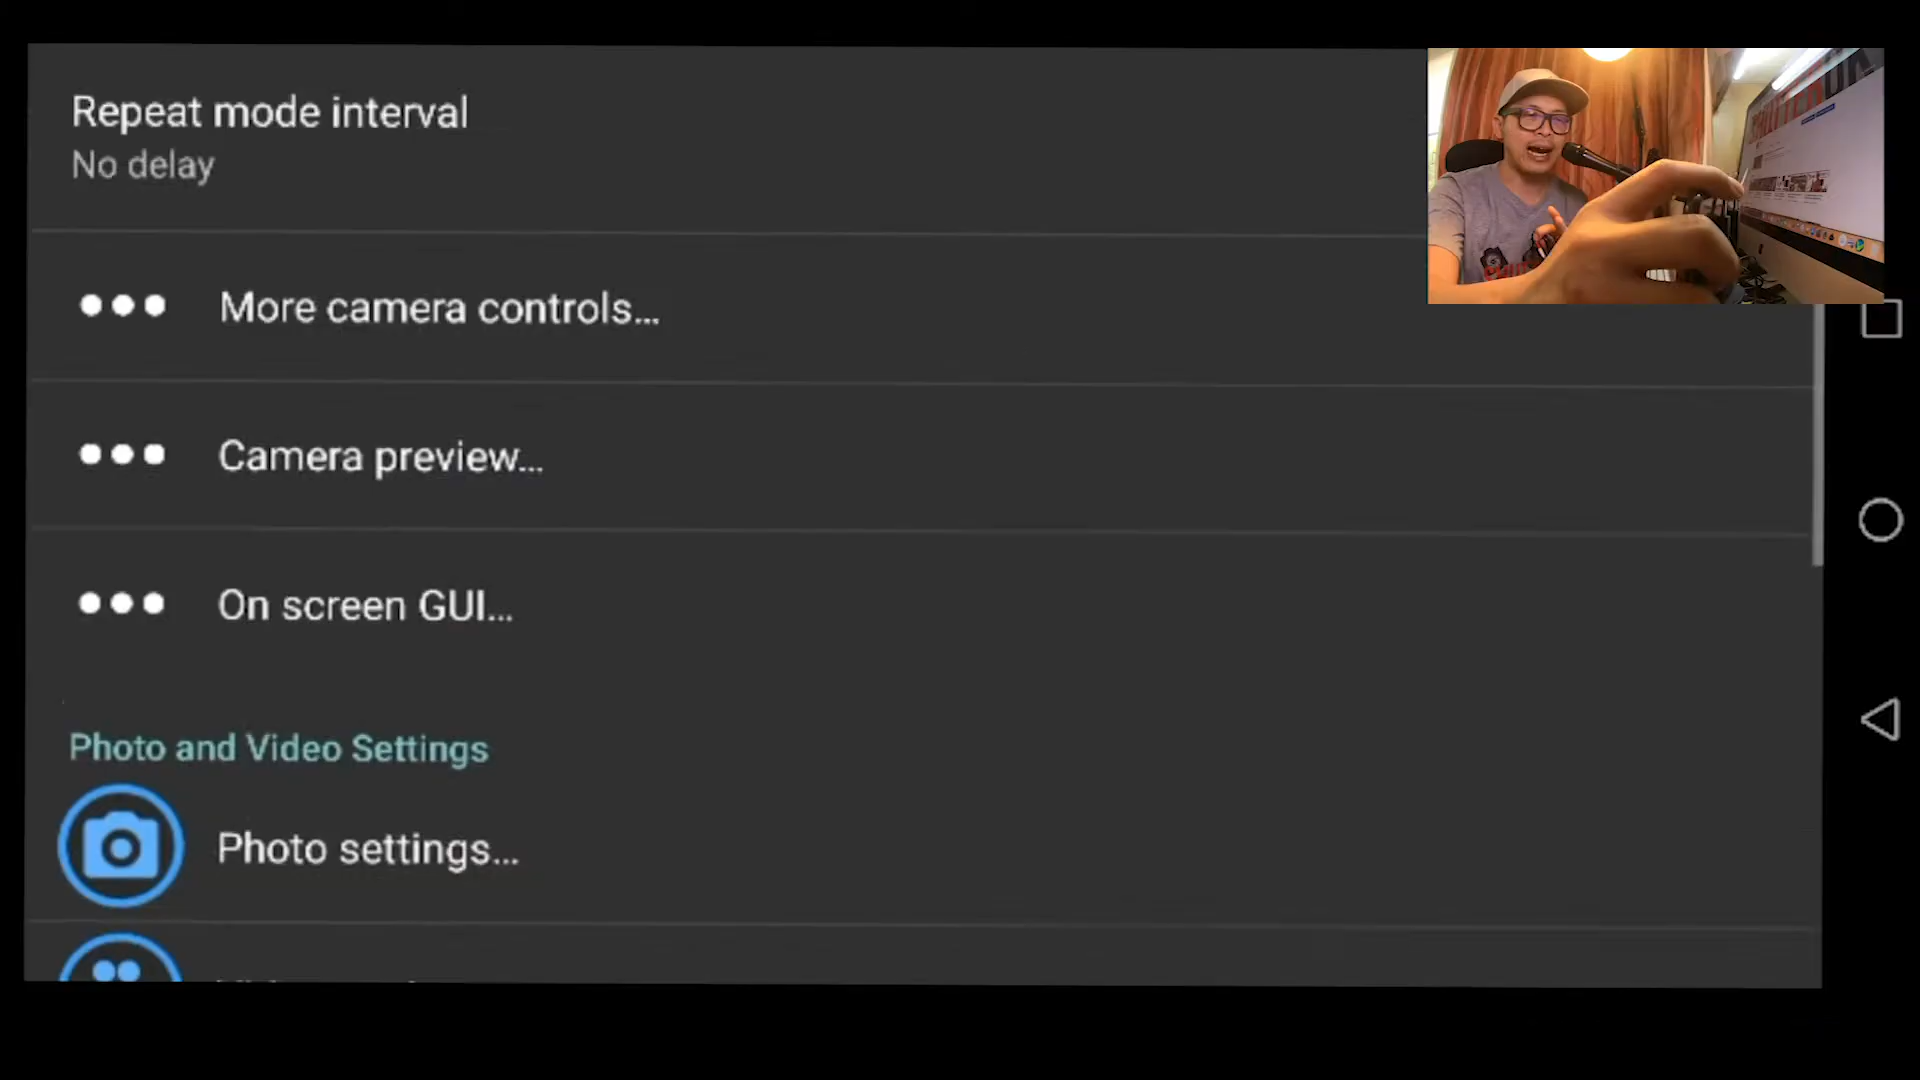 Repeat mode interval
No delay
More camera controls...
Camera preview...
On screen GUI...
Photo and Video Settings
Photo settings...